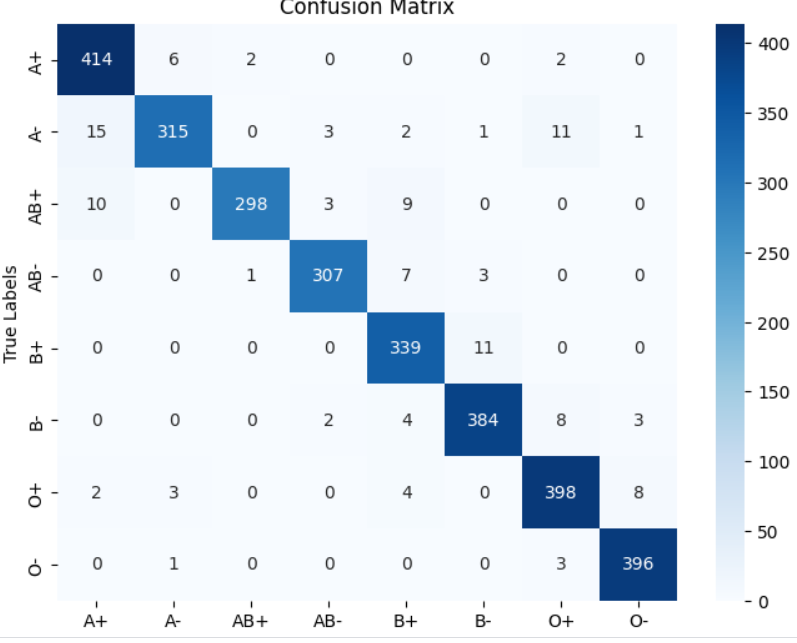 Confusion Matrix
True Labels
A+ 414 6 2 0 0 0 2 0
A- 15 315 0 3 2 1 11 1
AB+ 10 0 298 3 9 0 0 0
AB- 0 0 1 307 7 3 0 0
B+ 0 0 0 0 339 11 0 0
B- 0 0 0 2 4 384 8 3
O+ 2 3 0 0 4 0 398 8
O- 0 1 0 0 0 0 3 396
A+ A- AB+ AB- B+ B- O+ O-
400
350
300
250
200
150
100
50
0